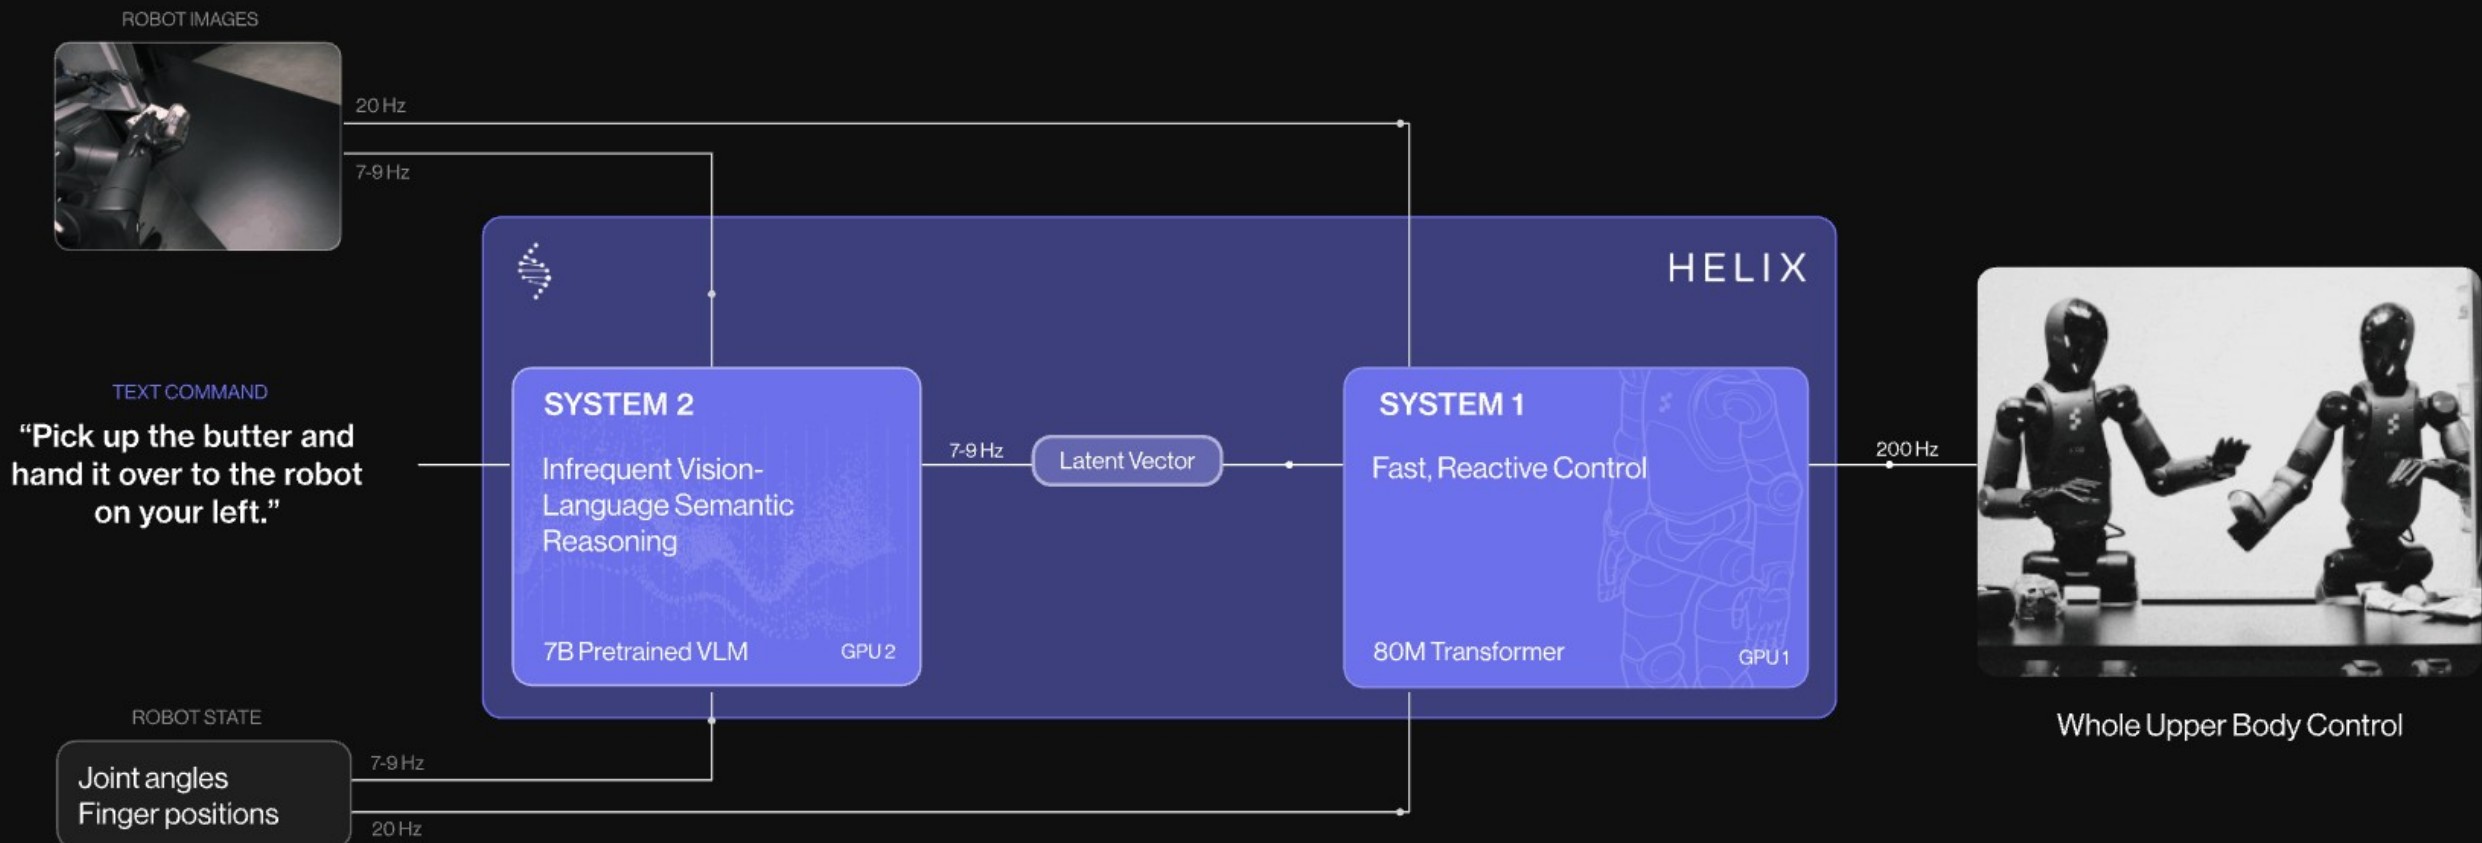 ROBOT IMAGES
20 Hz
7-9 Hz
HELIX
TEXT COMMAND
“Pick up the butter and
hand it over to the robot
on your left.”
SYSTEM 2
Infrequent Vision-
Language Semantic
Reasoning
7B Pretrained VLM
GPU 2
7-9 Hz
Latent Vector
SYSTEM 1
Fast, Reactive Control
80M Transformer
GPU 1
200 Hz
Whole Upper Body Control
ROBOT STATE
Joint angles
Finger positions
7-9 Hz
20 Hz